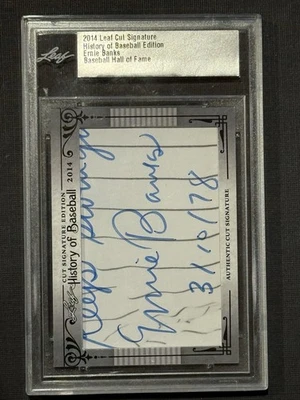 2014 Leaf Cut Signature
History of Baseball Edition
Ernie Banks
Baseball Hall of Fame
Leaf
CUT SIGNATURE EDITION
Leaf History of Baseball
2014
Keep
Ernie Banks
3/10/78
AUTHENTIC CUT SIGNATURE